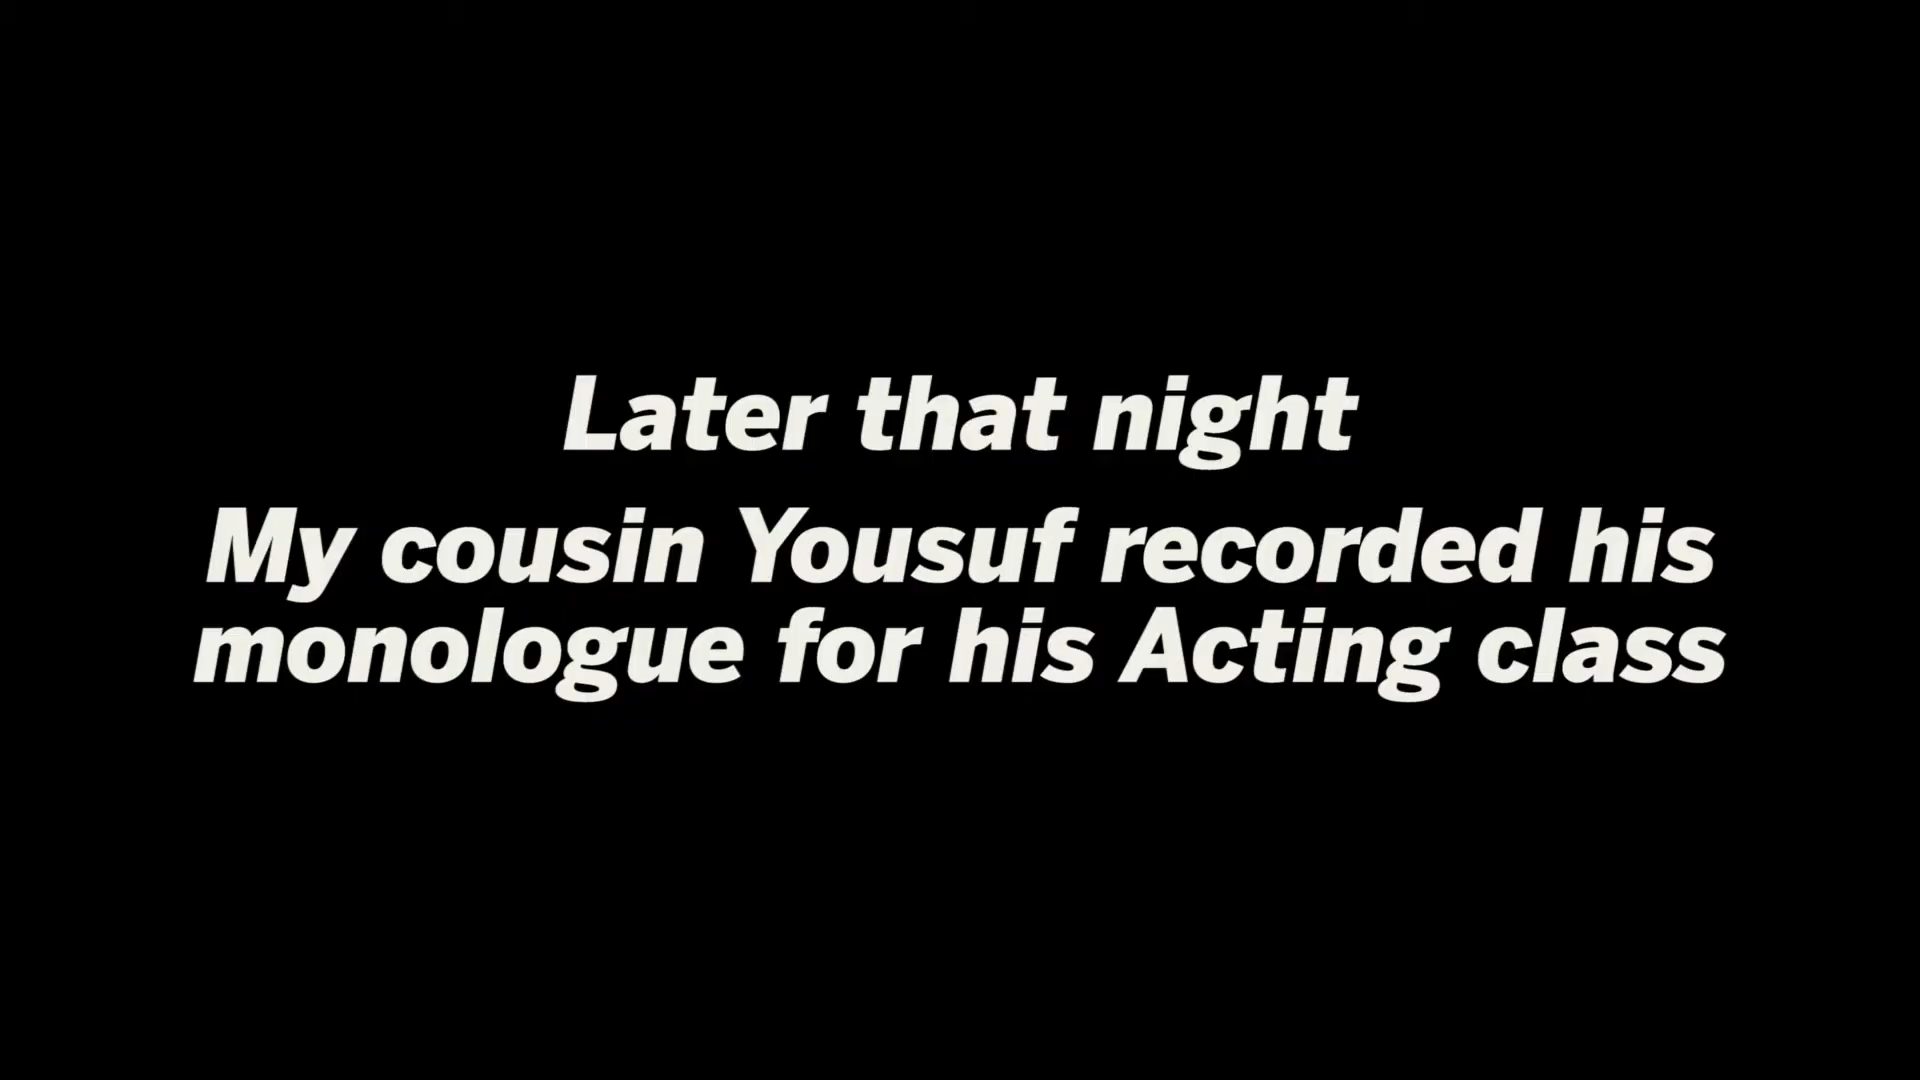 Later that night
My cousin Yousuf recorded his
monologue for his Acting class